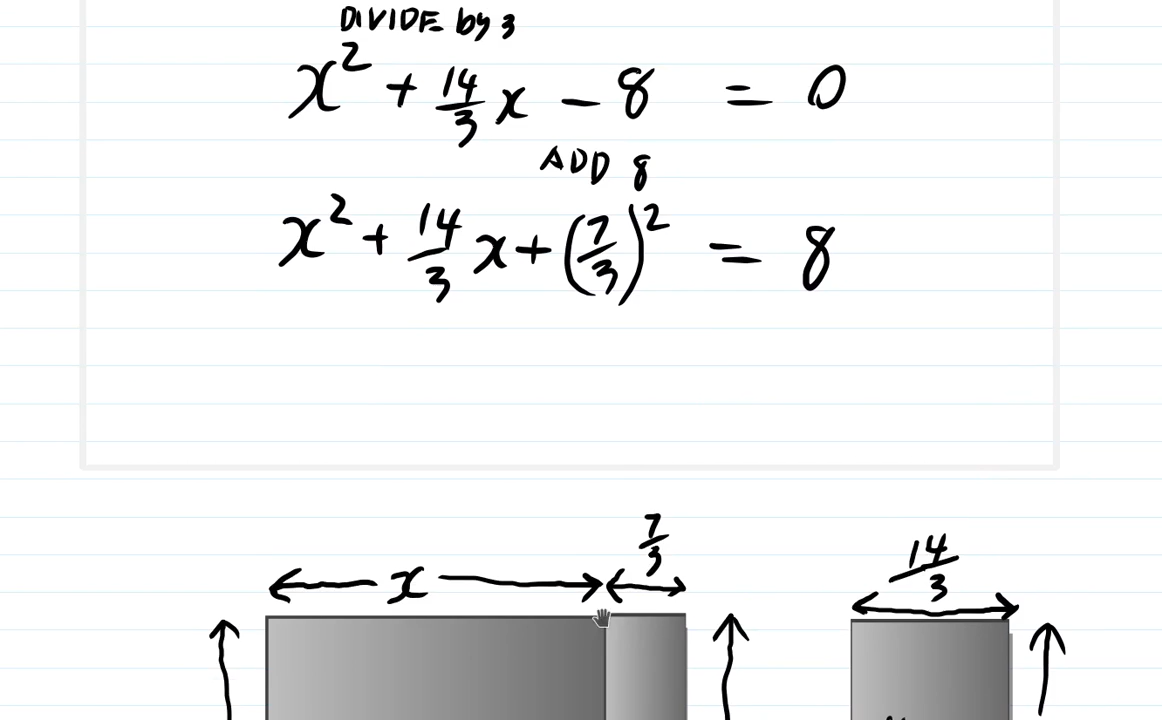 DIVIDE by 3
x² + 14/3 x - 8 = 0
ADD 8
x² + 14/3 x + (7/3)² = 8
7/3
x
14/3